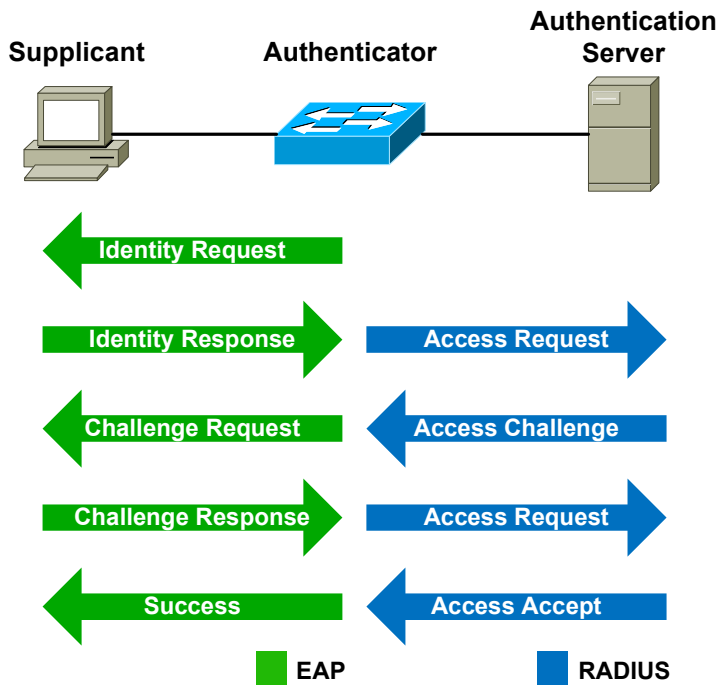 Supplicant
Authenticator
Authentication
Server
Identity Request
Identity Response
Access Request
Challenge Request
Access Challenge
Challenge Response
Access Request
Success
Access Accept
EAP
RADIUS